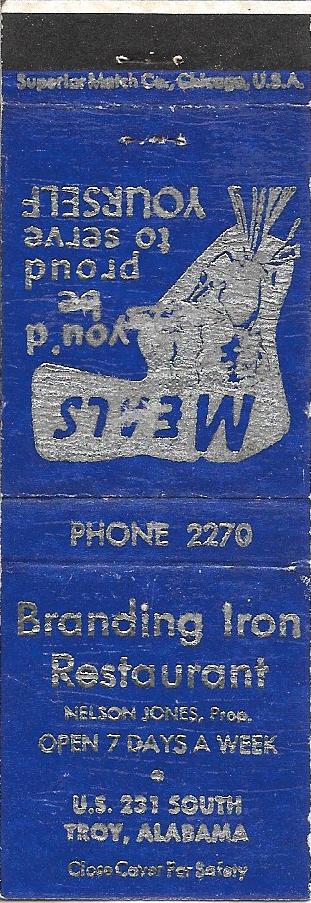 Superior Match Co., Chicago, U.S.A.
MEALS
you'd
be
proud
to serve
YOURSELF
PHONE 2270
Branding Iron
Restaurant
NELSON JONES, Prop.
OPEN 7 DAYS A WEEK
U.S. 231 SOUTH
TROY, ALABAMA
Close Cover For Safety